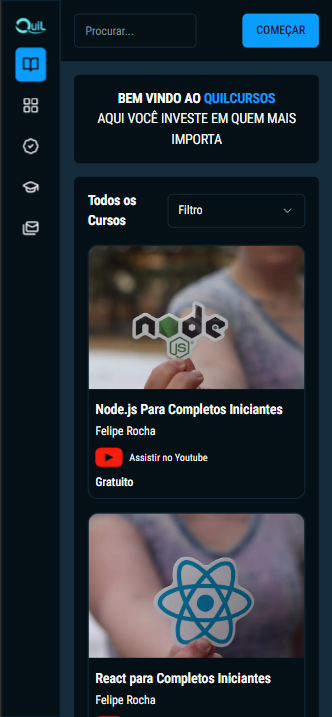 QuiL
Procurar...
COMEÇAR
BEM VINDO AO QUILCURSOS
AQUI VOCÊ INVESTE EM QUEM MAIS
IMPORTA
Todos os
Cursos
Filtro
node
JS
Node.js Para Completos Iniciantes
Felipe Rocha
Assistir no Youtube
Gratuito
React para Completos Iniciantes
Felipe Rocha